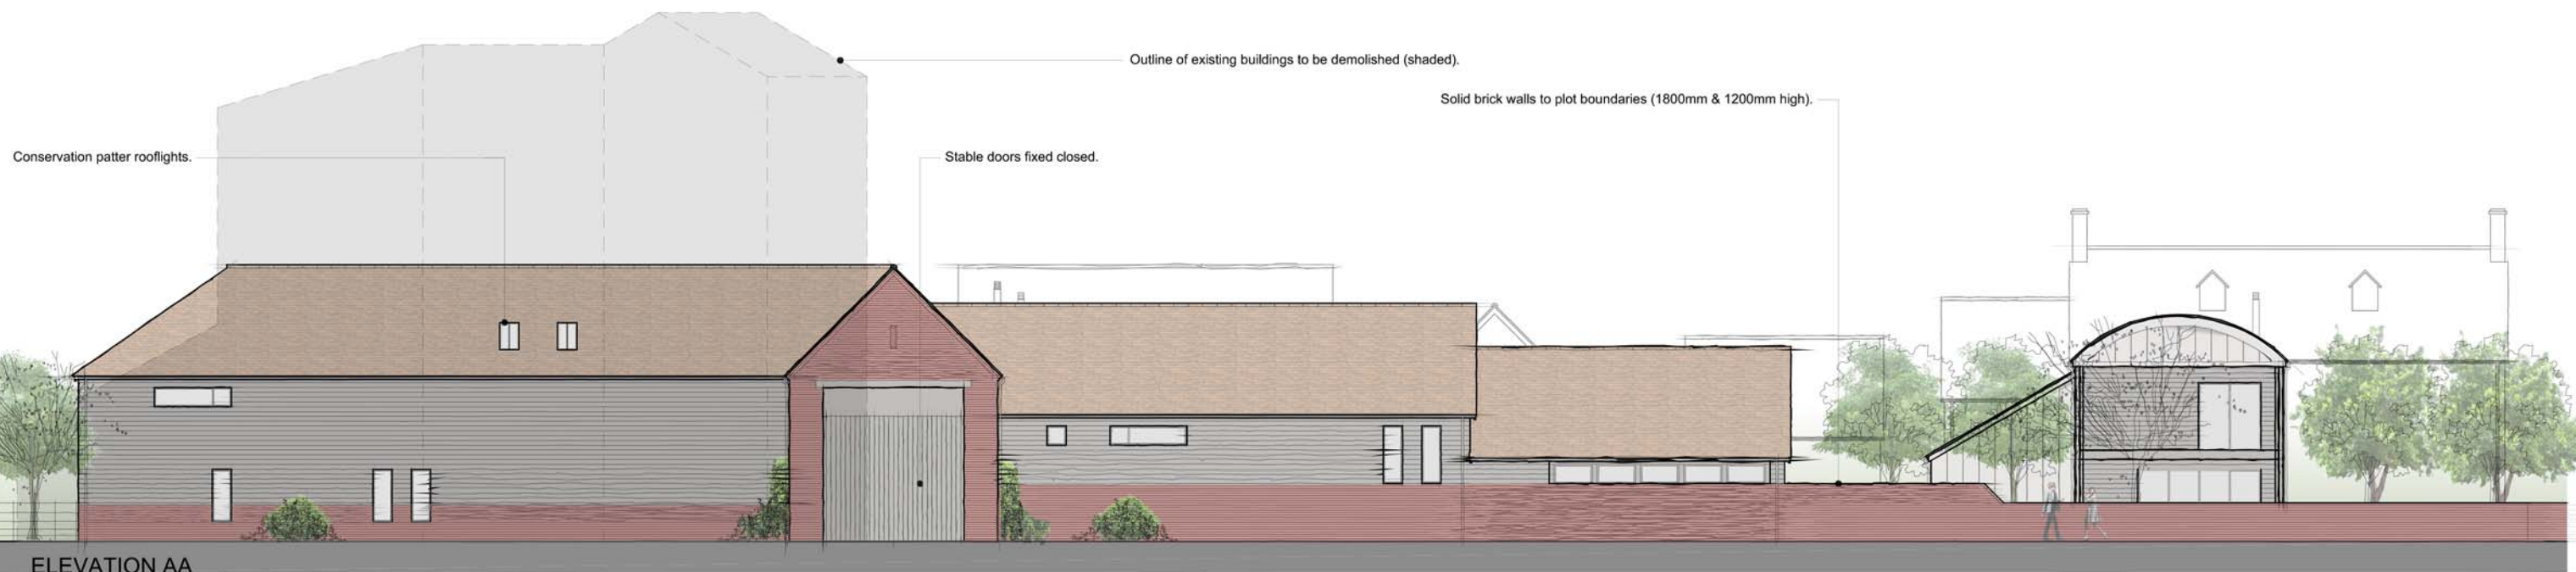 Outline of existing buildings to be demolished (shaded).
Solid brick walls to plot boundaries (1800mm & 1200mm high).
Conservation patter rooflights.
Stable doors fixed closed.
ELEVATION AA